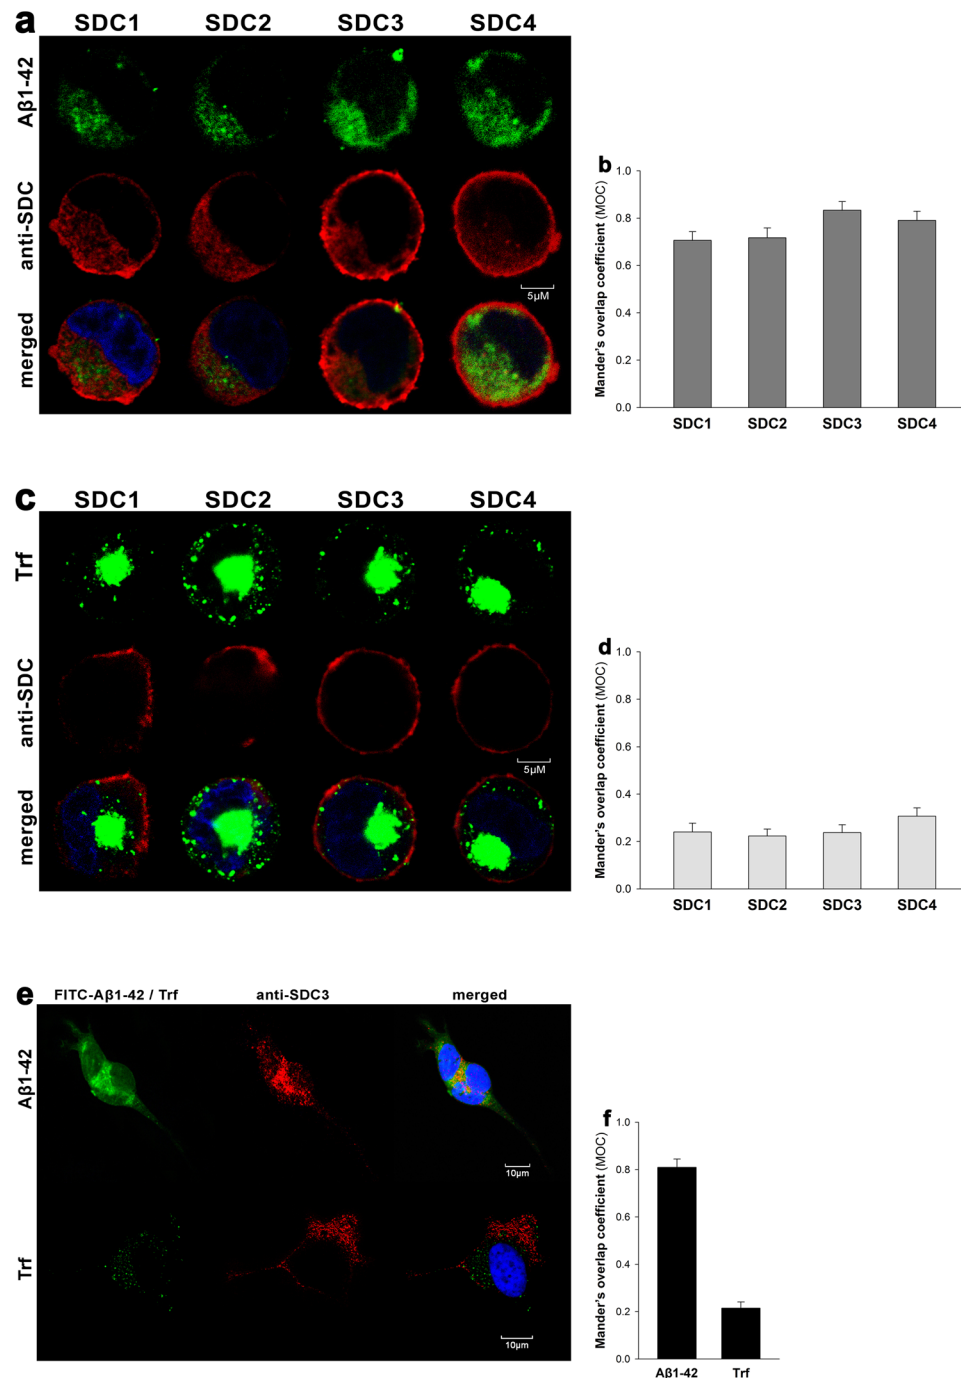 a
SDC1 SDC2 SDC3 SDC4
Aβ1-42
anti-SDC
merged
5μM
b
Mander's overlap coefficient (MOC)
1.0
0.8
0.6
0.4
0.2
0.0
SDC1 SDC2 SDC3 SDC4
c
SDC1 SDC2 SDC3 SDC4
Trf
anti-SDC
merged
5μM
d
Mander's overlap coefficient (MOC)
1.0
0.8
0.6
0.4
0.2
0.0
SDC1 SDC2 SDC3 SDC4
e
FITC-Aβ1-42 / Trf anti-SDC3 merged
Aβ1-42
10μm
Trf
10μm
f
Mander's overlap coefficient (MOC)
1.0
0.8
0.6
0.4
0.2
0.0
Aβ1-42 Trf